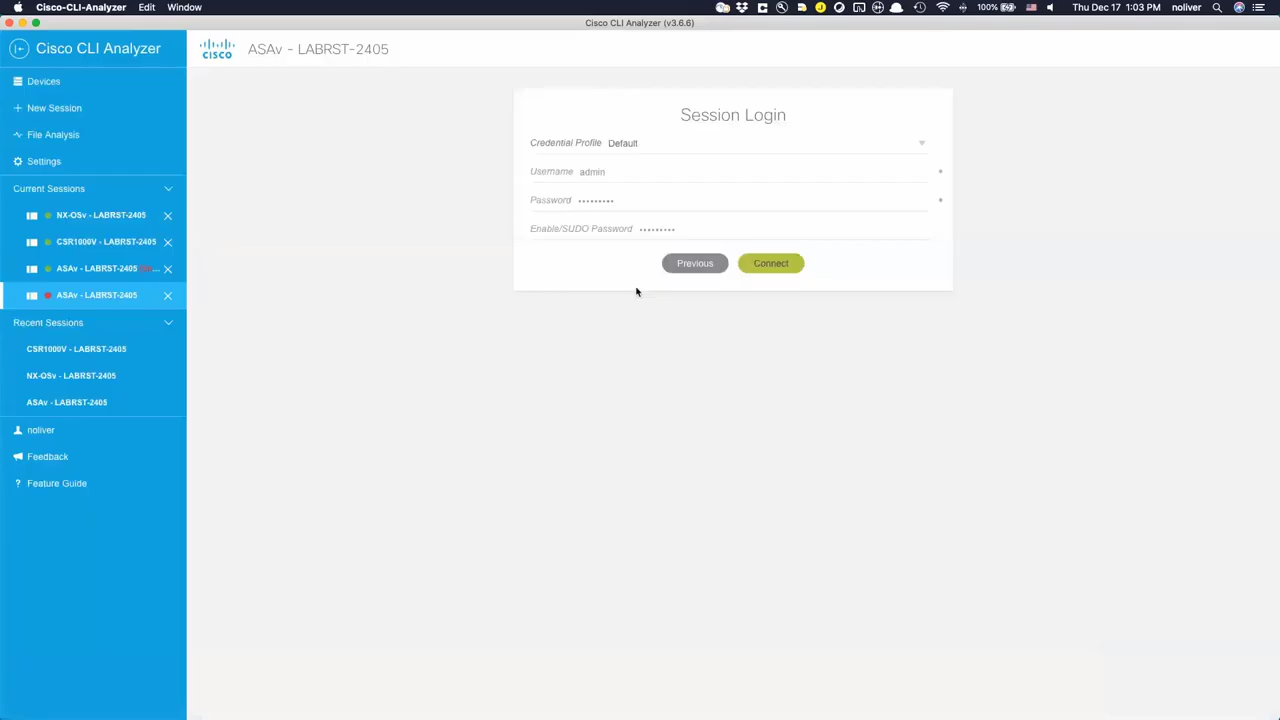 Cisco-CLI-Analyzer Edit Window
100% Thu Dec 17 1:03 PM noliver
Cisco CLI Analyzer (v3.6.6)
Cisco CLI Analyzer
cisco
ASAv - LABRST-2405
Devices
New Session
File Analysis
Settings
Current Sessions
NX-OSv - LABRST-2405
CSR1000V - LABRST-2405
ASAv - LABRST-2405
ASAv - LABRST-2405
Recent Sessions
CSR1000V - LABRST-2405
NX-OSv - LABRST-2405
ASAv - LABRST-2405
noliver
Feedback
? Feature Guide
Session Login
Credential Profile Default
Username admin *
Password ••••••••• *
Enable/SUDO Password •••••••••
Previous Connect